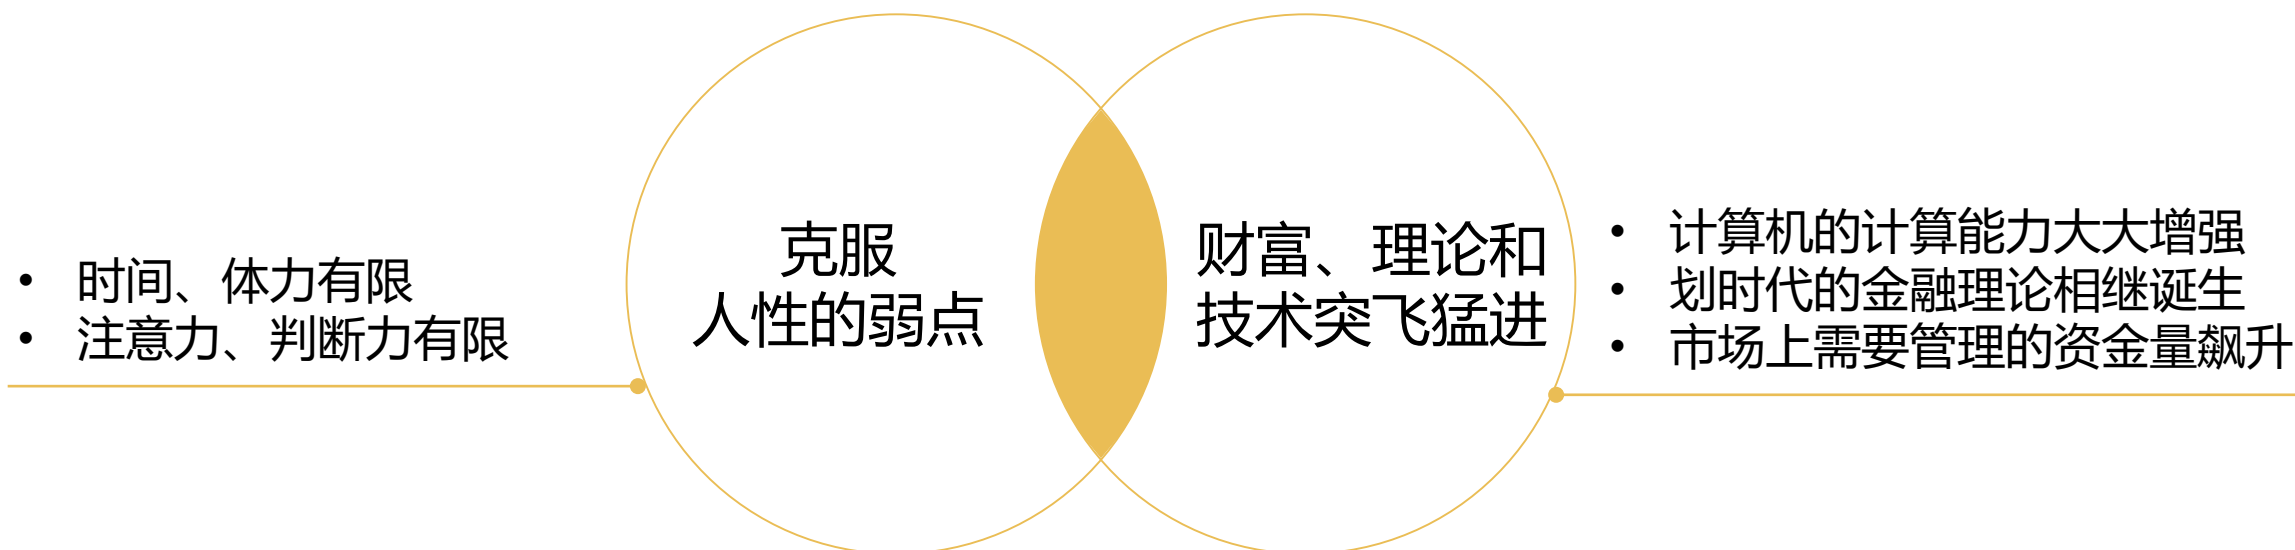 • 时间、体力有限
• 注意力、判断力有限
克服
人性的弱点
财富、理论和
技术突飞猛进
• 计算机的计算能力大大增强
• 划时代的金融理论相继诞生
• 市场上需要管理的资金量飙升